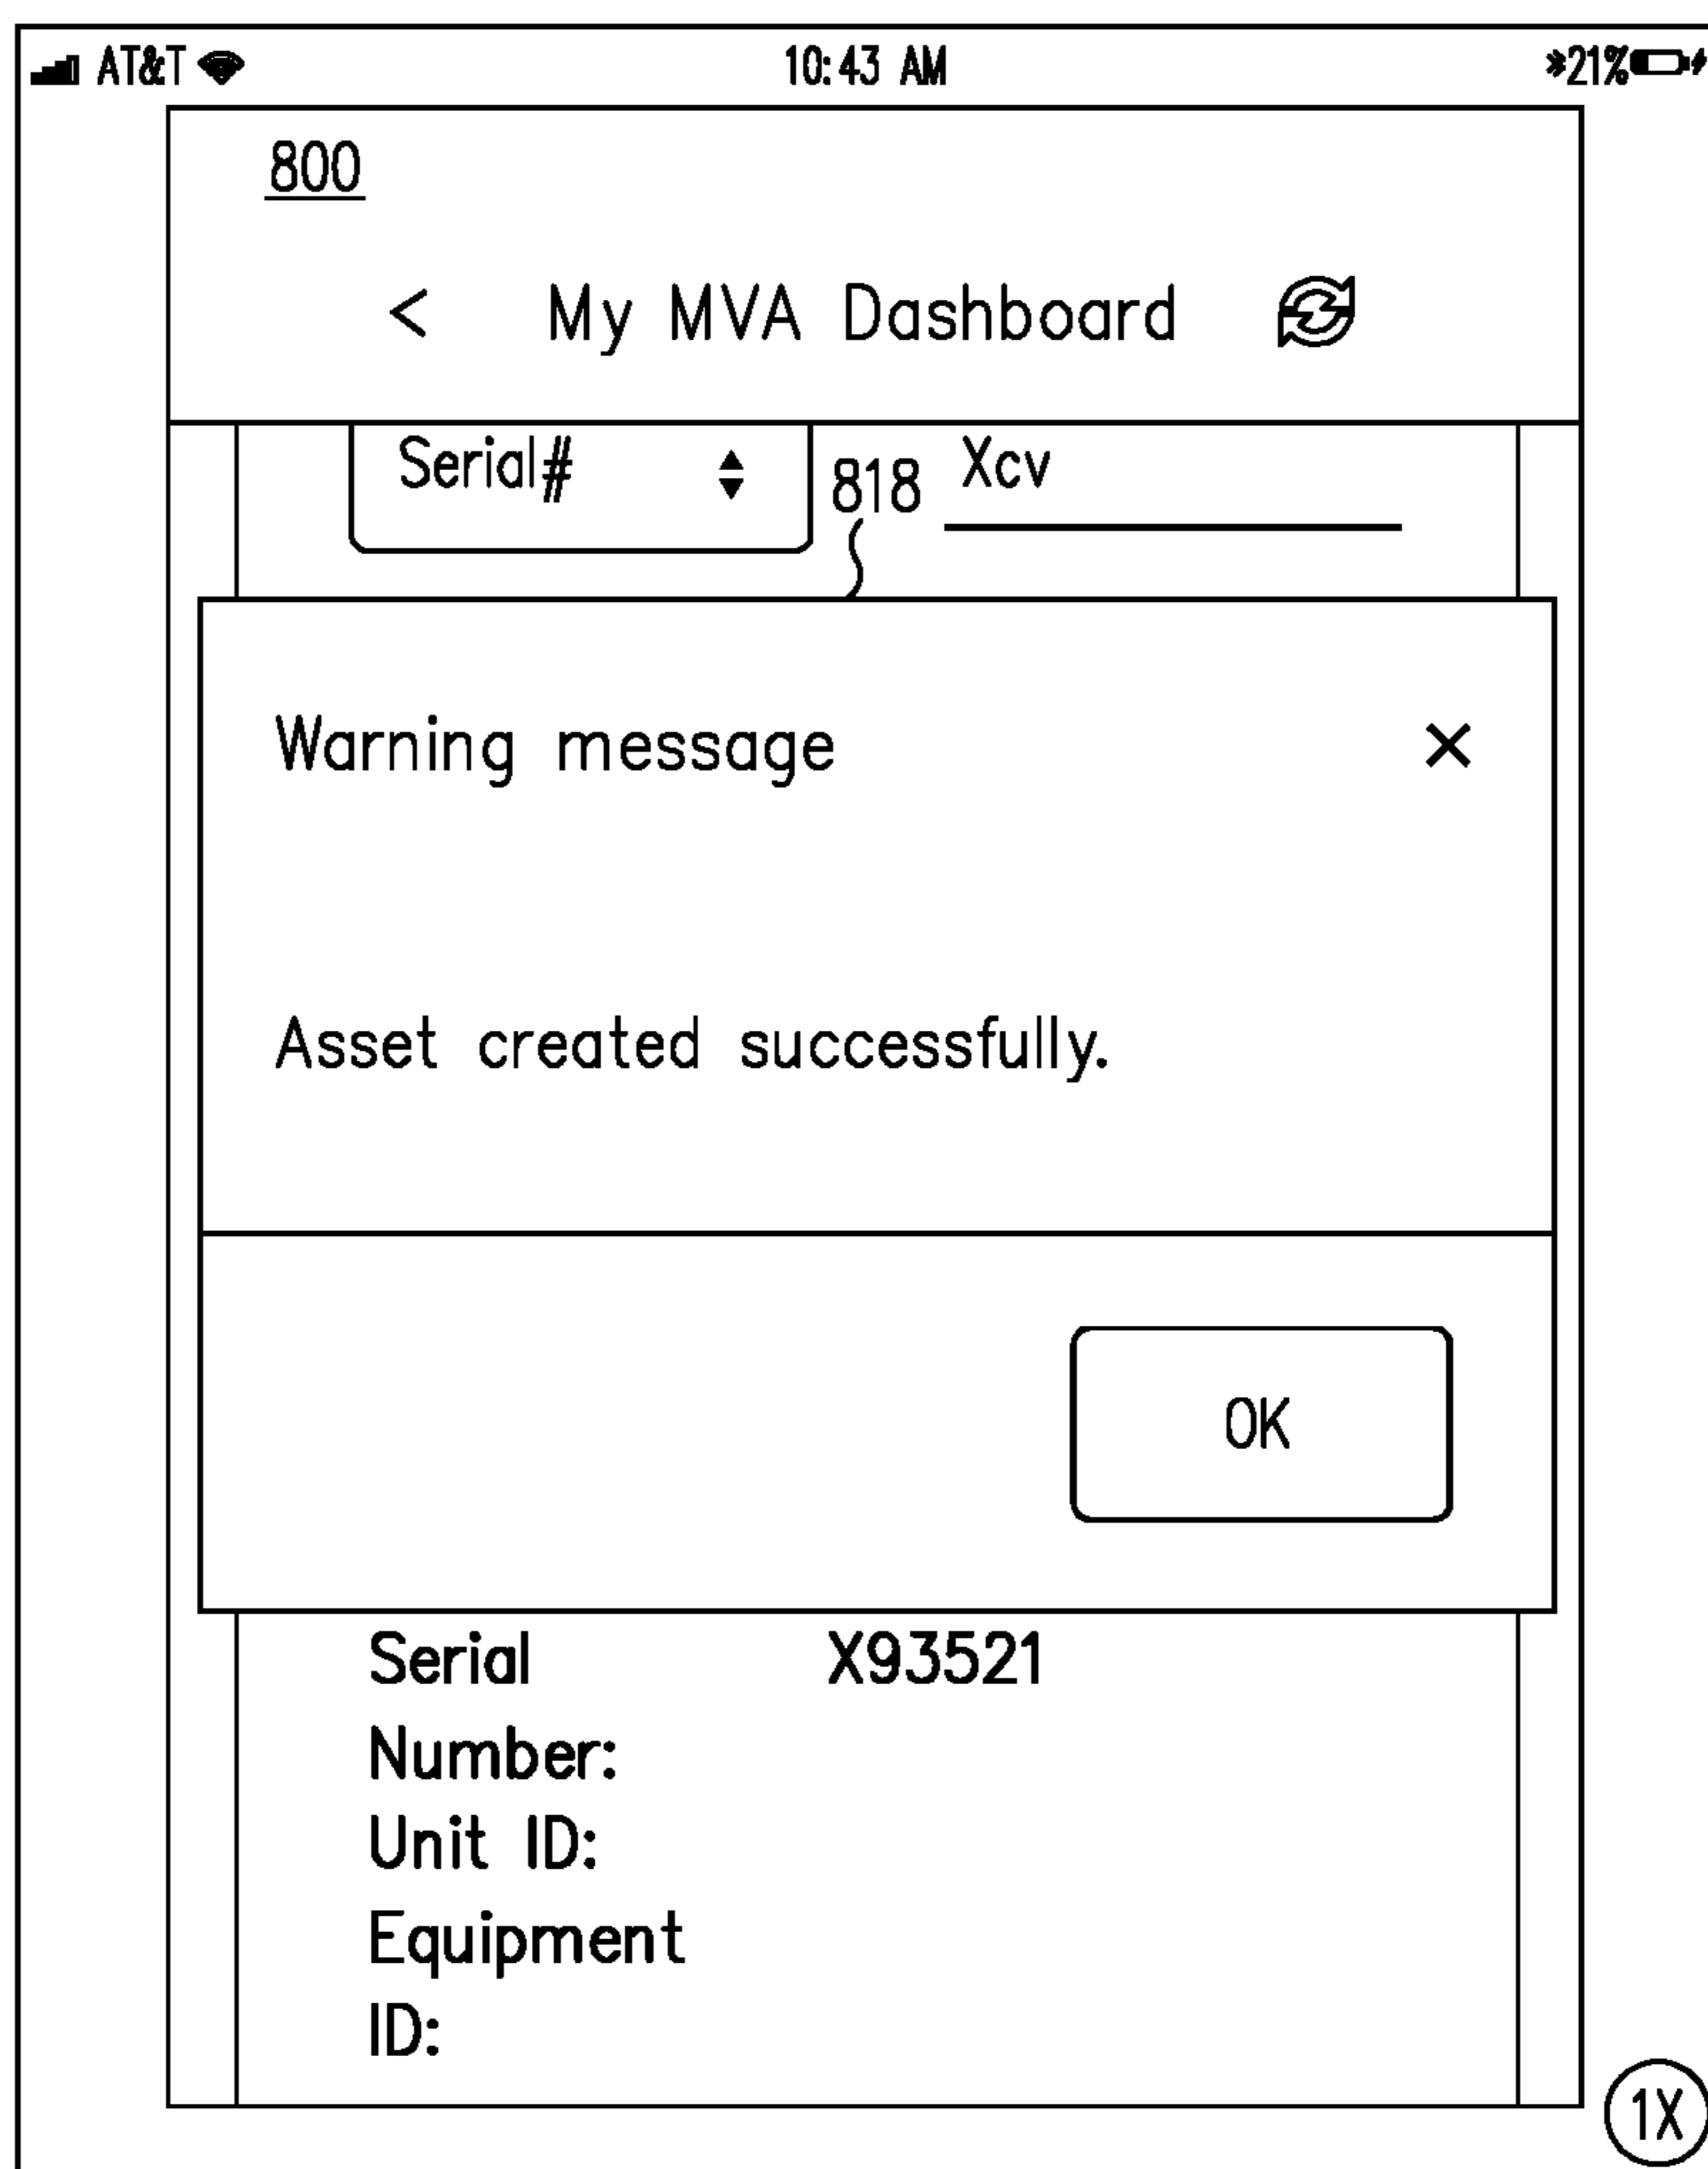 AT&T 10:43 AM 21%
800
< My MVA Dashboard
Serial# 818 Xcv
Warning message ×
Asset created successfully.
OK
Serial X93521
Number:
Unit ID:
Equipment
ID:
1X